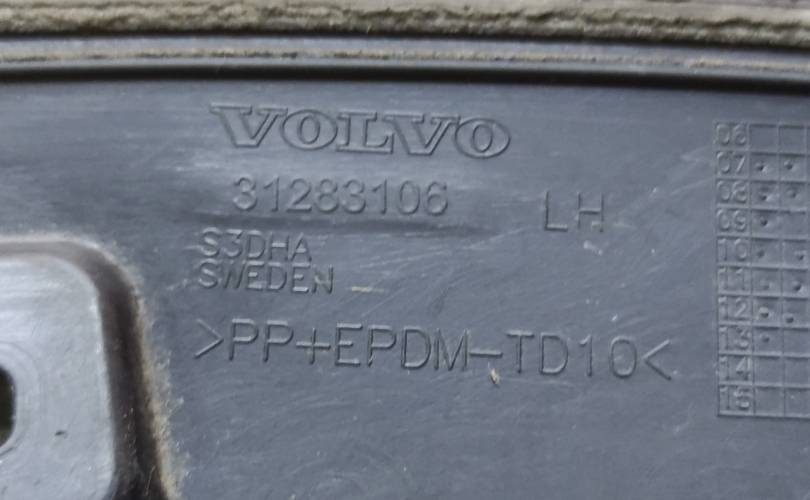 VOLVO
31283106
LH
S3DHA
SWEDEN
>PP+EPDM-TD10<
06
07
08
09
10
11
12
13
14
15